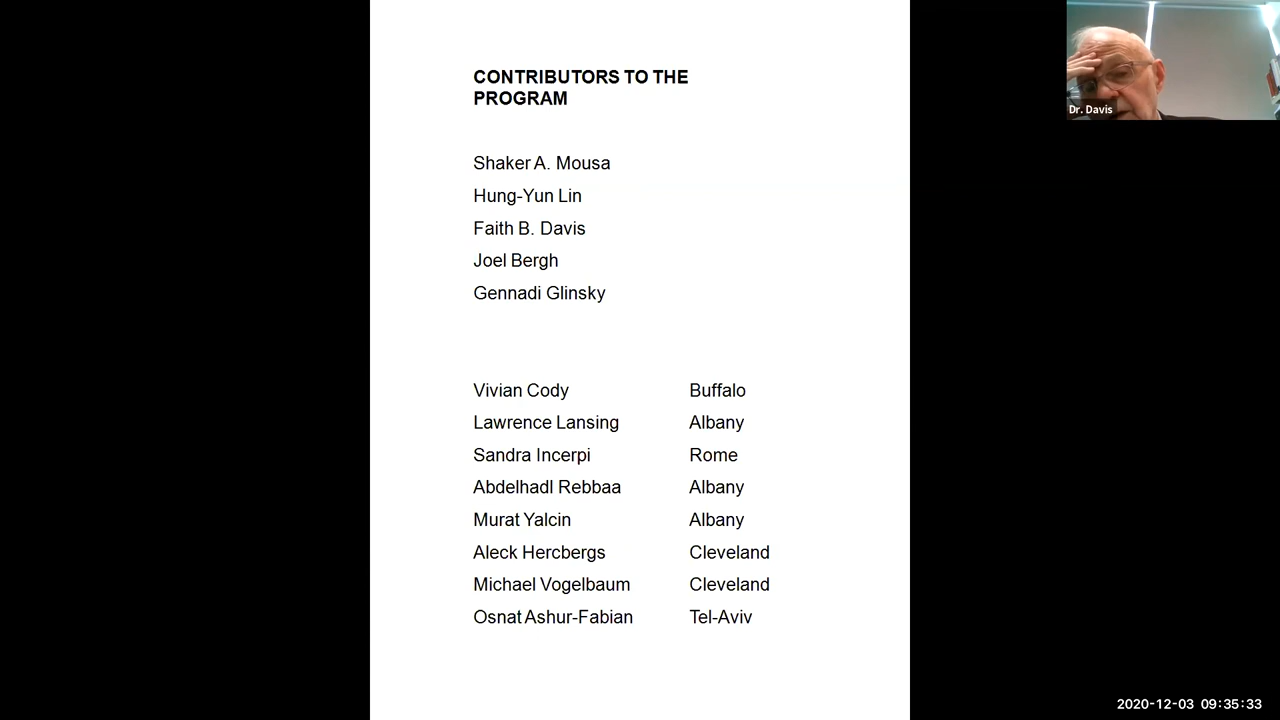 CONTRIBUTORS TO THE
PROGRAM
Shaker A. Mousa
Hung-Yun Lin
Faith B. Davis
Joel Bergh
Gennadi Glinsky
Vivian Cody Buffalo
Lawrence Lansing Albany
Sandra Incerpi Rome
Abdelhadl Rebbaa Albany
Murat Yalcin Albany
Aleck Hercbergs Cleveland
Michael Vogelbaum Cleveland
Osnat Ashur-Fabian Tel-Aviv
Dr. Davis
2020-12-03 09:35:33